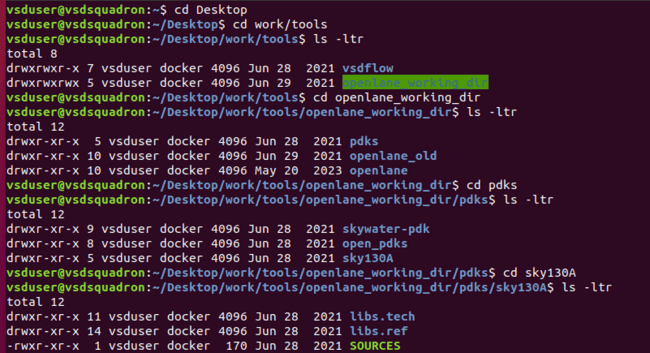 vsduser@vsdsquadron:~$ cd Desktop
vsduser@vsdsquadron:~/Desktop$ cd work/tools
vsduser@vsdsquadron:~/Desktop/work/tools$ ls -ltr
total 8
drwxrwxr-x 7 vsduser docker 4096 Jun 28  2021 vsdflow
drwxrwxrwx 5 vsduser docker 4096 Jun 29  2021 openlane_working_dir
vsduser@vsdsquadron:~/Desktop/work/tools$ cd openlane_working_dir
vsduser@vsdsquadron:~/Desktop/work/tools/openlane_working_dir$ ls -ltr
total 12
drwxr-xr-x  5 vsduser docker 4096 Jun 28  2021 pdks
drwxr-xr-x 10 vsduser docker 4096 Jun 29  2021 openlane_old
drwxr-xr-x 10 vsduser docker 4096 May 20  2023 openlane
vsduser@vsdsquadron:~/Desktop/work/tools/openlane_working_dir$ cd pdks
vsduser@vsdsquadron:~/Desktop/work/tools/openlane_working_dir/pdks$ ls -ltr
total 12
drwxr-xr-x 9 vsduser docker 4096 Jun 28  2021 skywater-pdk
drwxr-xr-x 8 vsduser docker 4096 Jun 28  2021 open_pdks
drwxr-xr-x 5 vsduser docker 4096 Jun 28  2021 sky130A
vsduser@vsdsquadron:~/Desktop/work/tools/openlane_working_dir/pdks$ cd sky130A
vsduser@vsdsquadron:~/Desktop/work/tools/openlane_working_dir/pdks/sky130A$ ls -ltr
total 12
drwxr-xr-x 11 vsduser docker 4096 Jun 28  2021 libs.tech
drwxr-xr-x 14 vsduser docker 4096 Jun 28  2021 libs.ref
-rwxr-xr-x  1 vsduser docker  170 Jun 28  2021 SOURCES